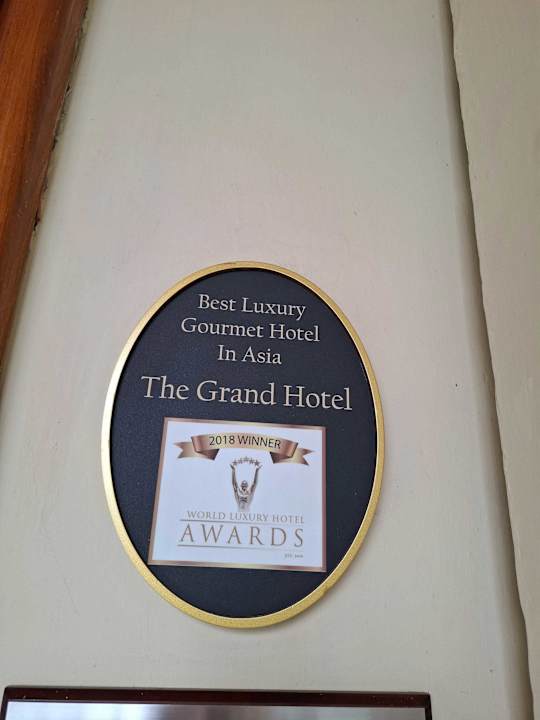 Best Luxury
Gourmet Hotel
In Asia
The Grand Hotel
2018 WINNER
WORLD LUXURY HOTEL
AWARDS